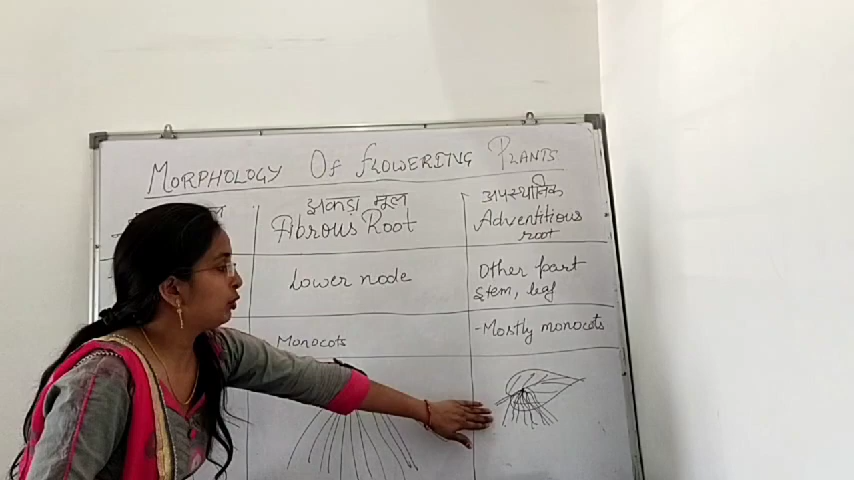 MORPHOLOGY OF FLOWERING PLANTS
झकडा मूल
Fibrous Root
अपस्थानिक
Adventitious
root
Lower node
Other part
stem, leaf
Monocots
-Mostly monocots